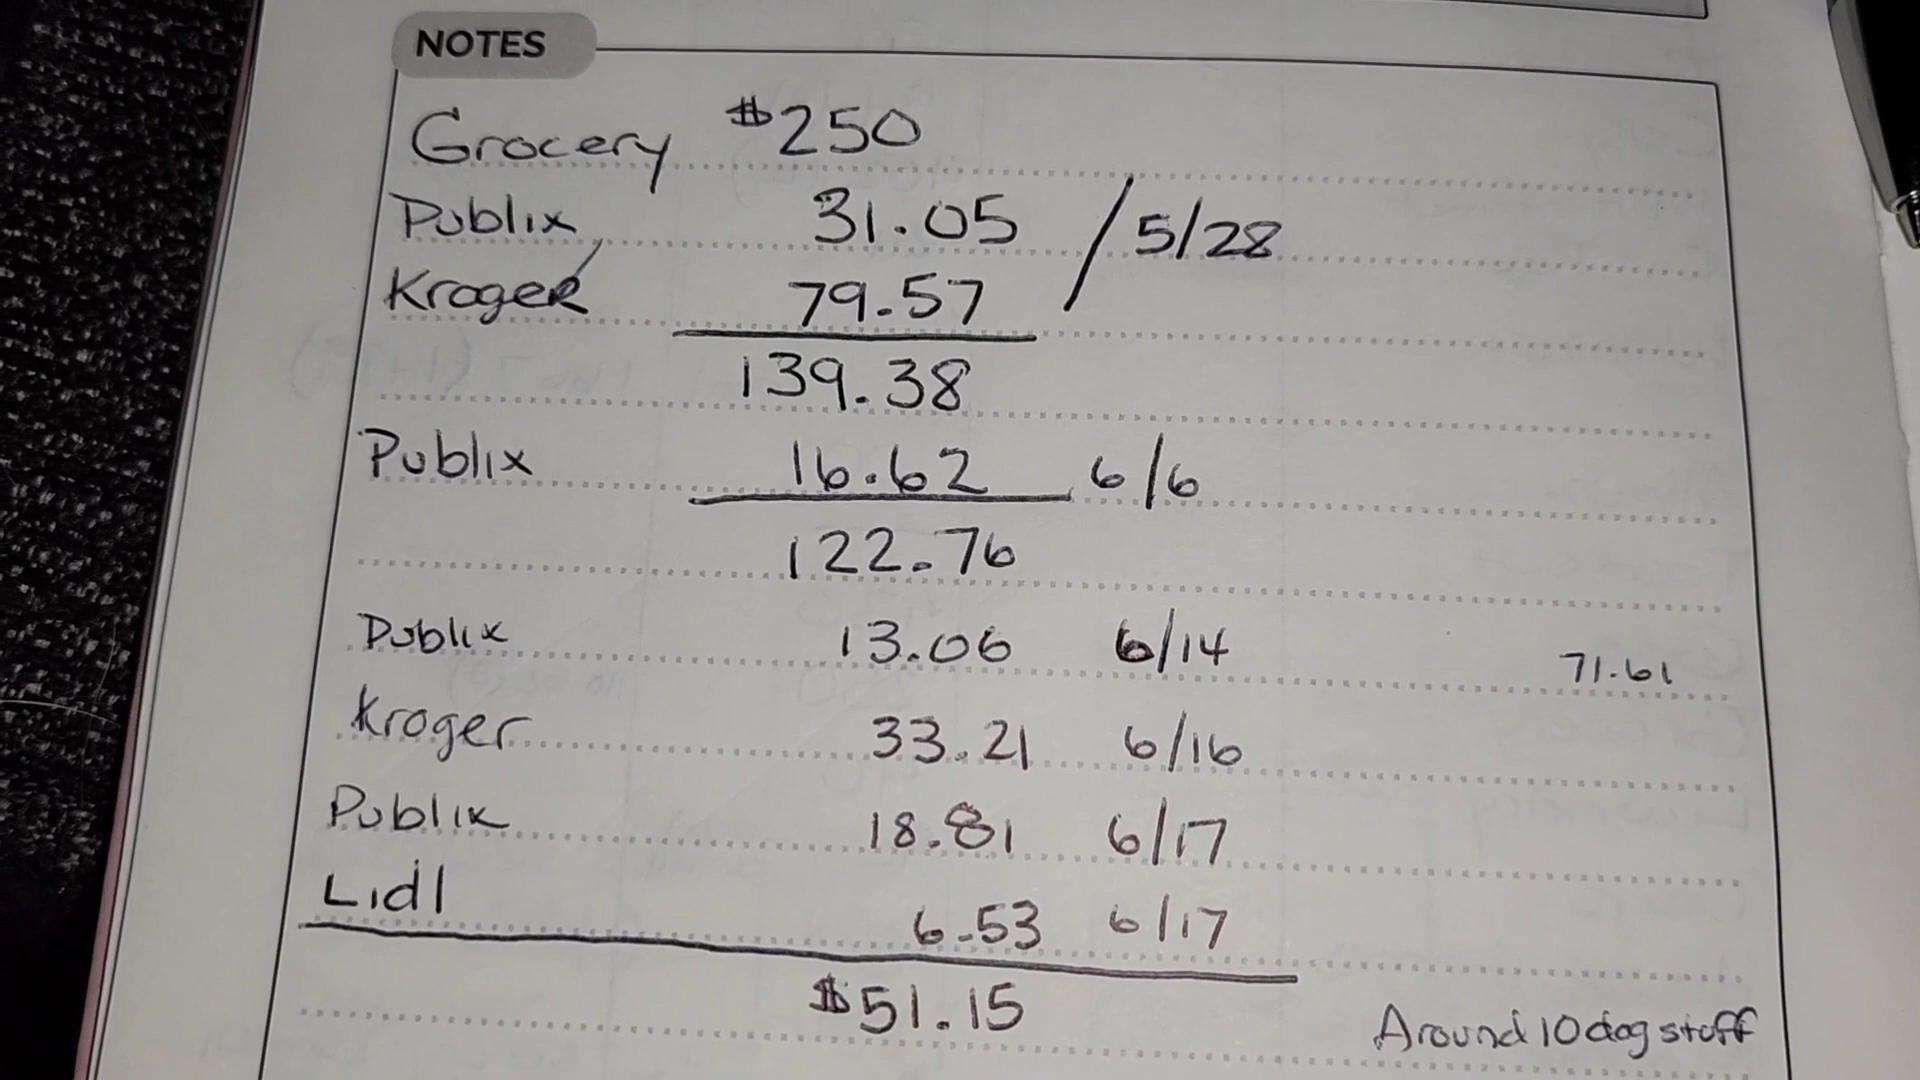 NOTES
Grocery $250
Publix 31.05 / 5/28
Kroger 79.57
139.38
Publix 16.62 6/6
122.76
Publix 13.06 6/14 71.61
Kroger 33.21 6/16
Publix 18.81 6/17
Lidl 6.53 6/17
$51.15
Around 10 dog stuff